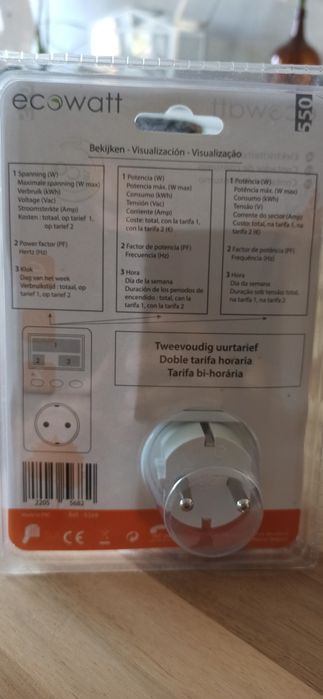 ecowatt
550
Bekijken - Visualización - Visualização
1 Spanning (W)
Maximale spanning (W max)
Verbruik (kWh)
Voltage (Vac)
Stroomsterkte (Amp)
Kosten : totaal, op tarief 1,
op tarief 2
2 Power factor (PF)
Hertz (Hz)
3 Klok
Dag van het week
Verbruikstijd : totaal, op
tarief 1, op tarief 2
1 Potencia (W)
Potencia máx. (W max)
Consumo (kWh)
Tensión (Vac)
Corriente (Amp)
Coste: total, con la tarifa 1,
con la tarifa 2 (€)
2 Factor de potencia (PF)
Frecuencia (Hz)
3 Hora
Día de la semana
Duración de los periodos de
encendido : total, con la
tarifa 1, con la tarifa 2
1 Potência (W)
Potência máx. (W max)
Consumo (kWh)
Tensão (V)
Corrente do sector (Amp)
Custo: total, na tarifa 1,
na tarifa 2 (€)
2 Factor de potência (PF)
Frequência (Hz)
3 Hora
Dia da semana
Duração sob tensão total,
na tarifa 1, na tarifa 2
1
2
3
Tweevoudig uurtarief
Doble tarifa horaria
Tarifa bi-horária
2205 5682
CE